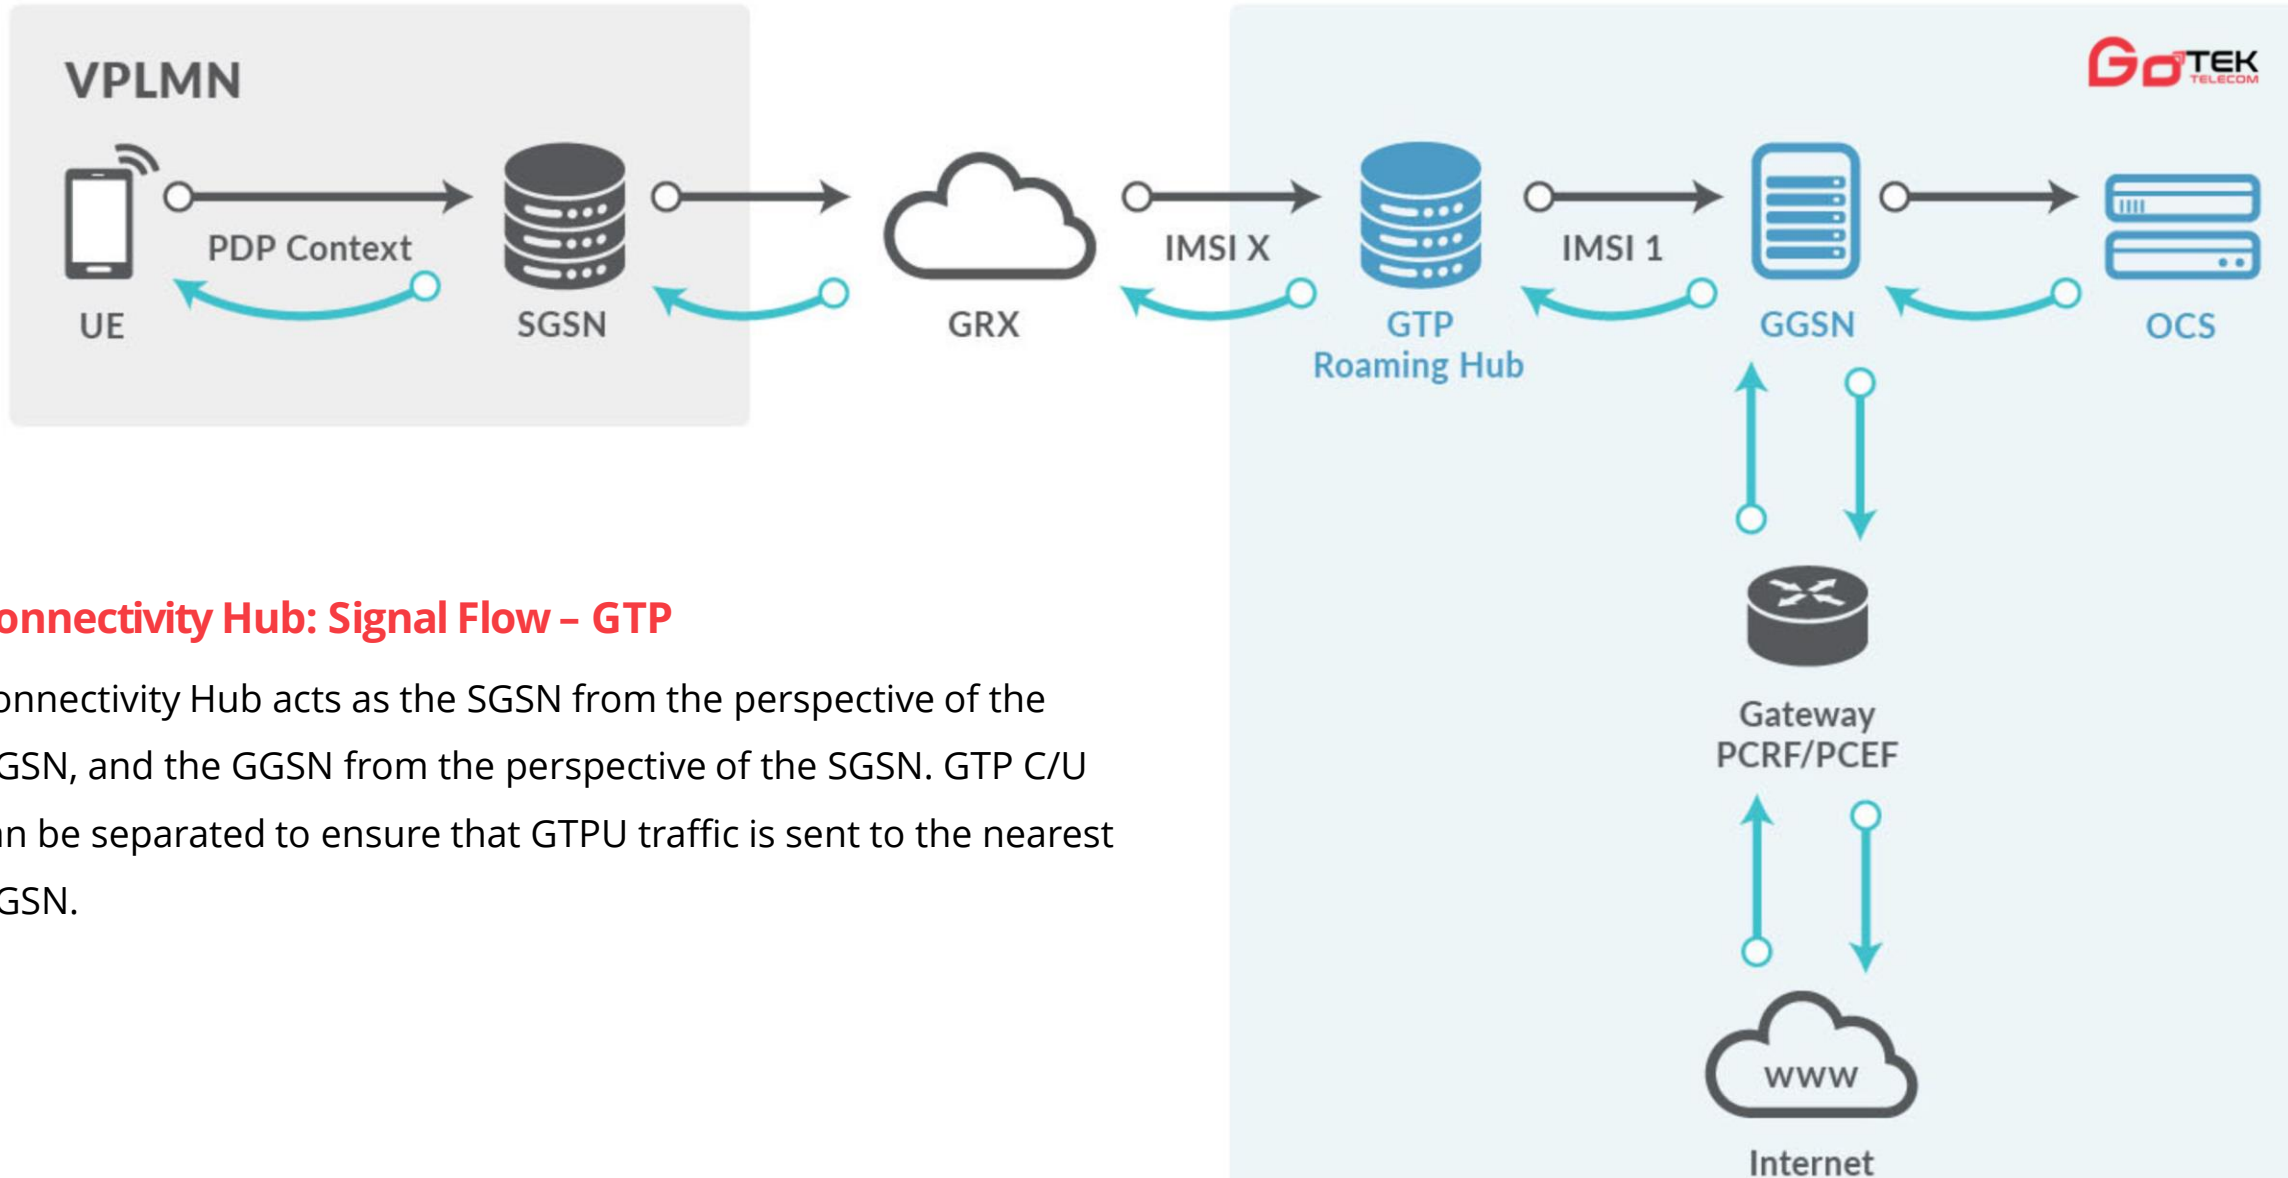 VPLMN
GOTEK
TELECOM
PDP Context
IMSI X
IMSI 1
UE
SGSN
GRX
GTP
Roaming Hub
GGSN
OCS
onnectivity Hub: Signal Flow – GTP
onnectivity Hub acts as the SGSN from the perspective of the
GSN, and the GGSN from the perspective of the SGSN. GTP C/U
an be separated to ensure that GTPU traffic is sent to the nearest
GSN.
Gateway
PCRF/PCEF
www
Internet